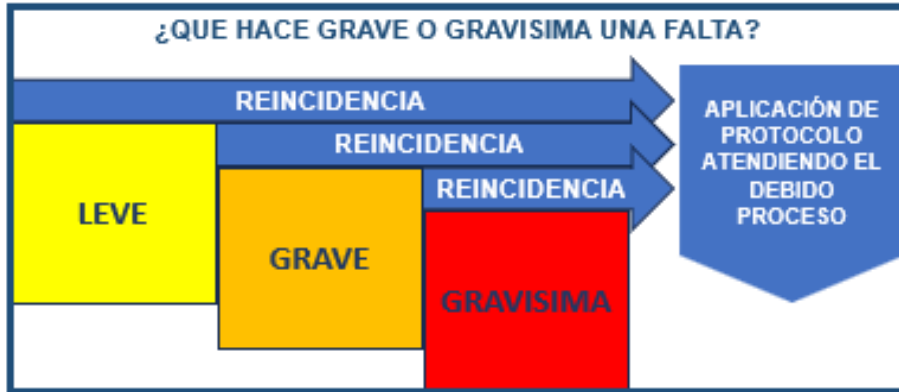 ¿QUE HACE GRAVE O GRAVISIMA UNA FALTA?
REINCIDENCIA
REINCIDENCIA
REINCIDENCIA
LEVE
GRAVE
GRAVISIMA
APLICACIÓN DE
PROTOCOLO
ATENDIENDO EL
DEBIDO
PROCESO